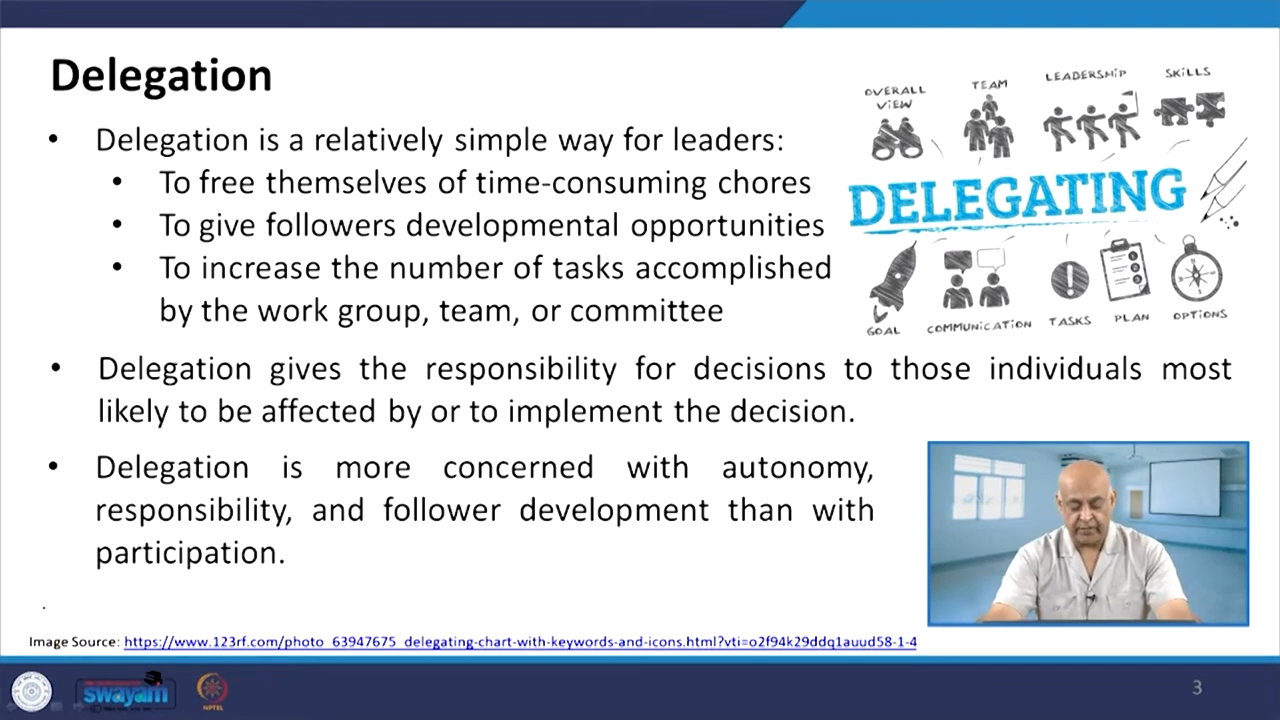 Delegation
• Delegation is a relatively simple way for leaders:
• To free themselves of time-consuming chores
• To give followers developmental opportunities
• To increase the number of tasks accomplished
by the work group, team, or committee
• Delegation gives the responsibility for decisions to those individuals most
likely to be affected by or to implement the decision.
• Delegation is more concerned with autonomy,
responsibility, and follower development than with
participation.
OVERALL
VIEW
TEAM
LEADERSHIP
SKILLS
DELEGATING
GOAL
COMMUNICATION
TASKS
PLAN
OPTIONS
Image Source: https://www.123rf.com/photo_63947675_delegating-chart-with-keywords-and-icons.html?vti=o2f94k29ddq1auud58-1-4
swayam
NPTEL
3